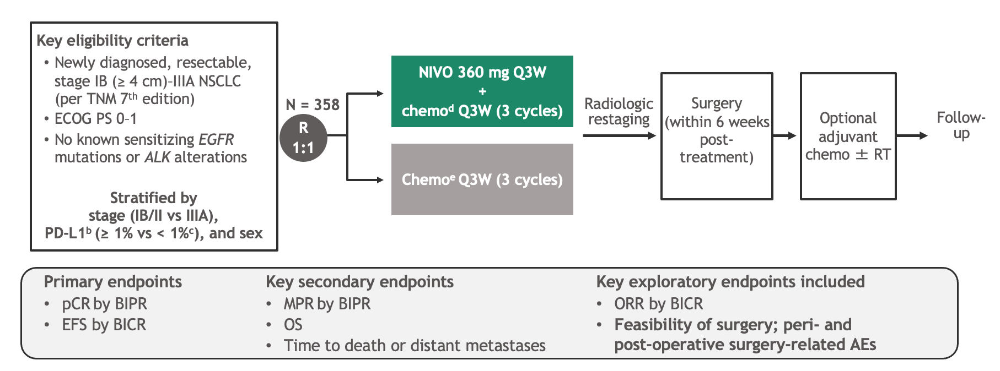 Key eligibility criteria
• Newly diagnosed, resectable,
stage IB (≥ 4 cm)–IIIA NSCLC
(per TNM 7th edition)
• ECOG PS 0–1
• No known sensitizing EGFR
mutations or ALK alterations
Stratified by
stage (IB/II vs IIIA),
PD-L1ᵇ (≥ 1% vs < 1%ᶜ), and sex
N = 358
R
1:1
NIVO 360 mg Q3W
+
chemoᵈ Q3W (3 cycles)
Chemoᵉ Q3W (3 cycles)
Radiologic
restaging
Surgery
(within 6 weeks
post-
treatment)
Optional
adjuvant
chemo ± RT
Follow-
up
Primary endpoints
• pCR by BIPR
• EFS by BICR
Key secondary endpoints
• MPR by BIPR
• OS
• Time to death or distant metastases
Key exploratory endpoints included
• ORR by BICR
• Feasibility of surgery; peri- and
post-operative surgery-related AEs